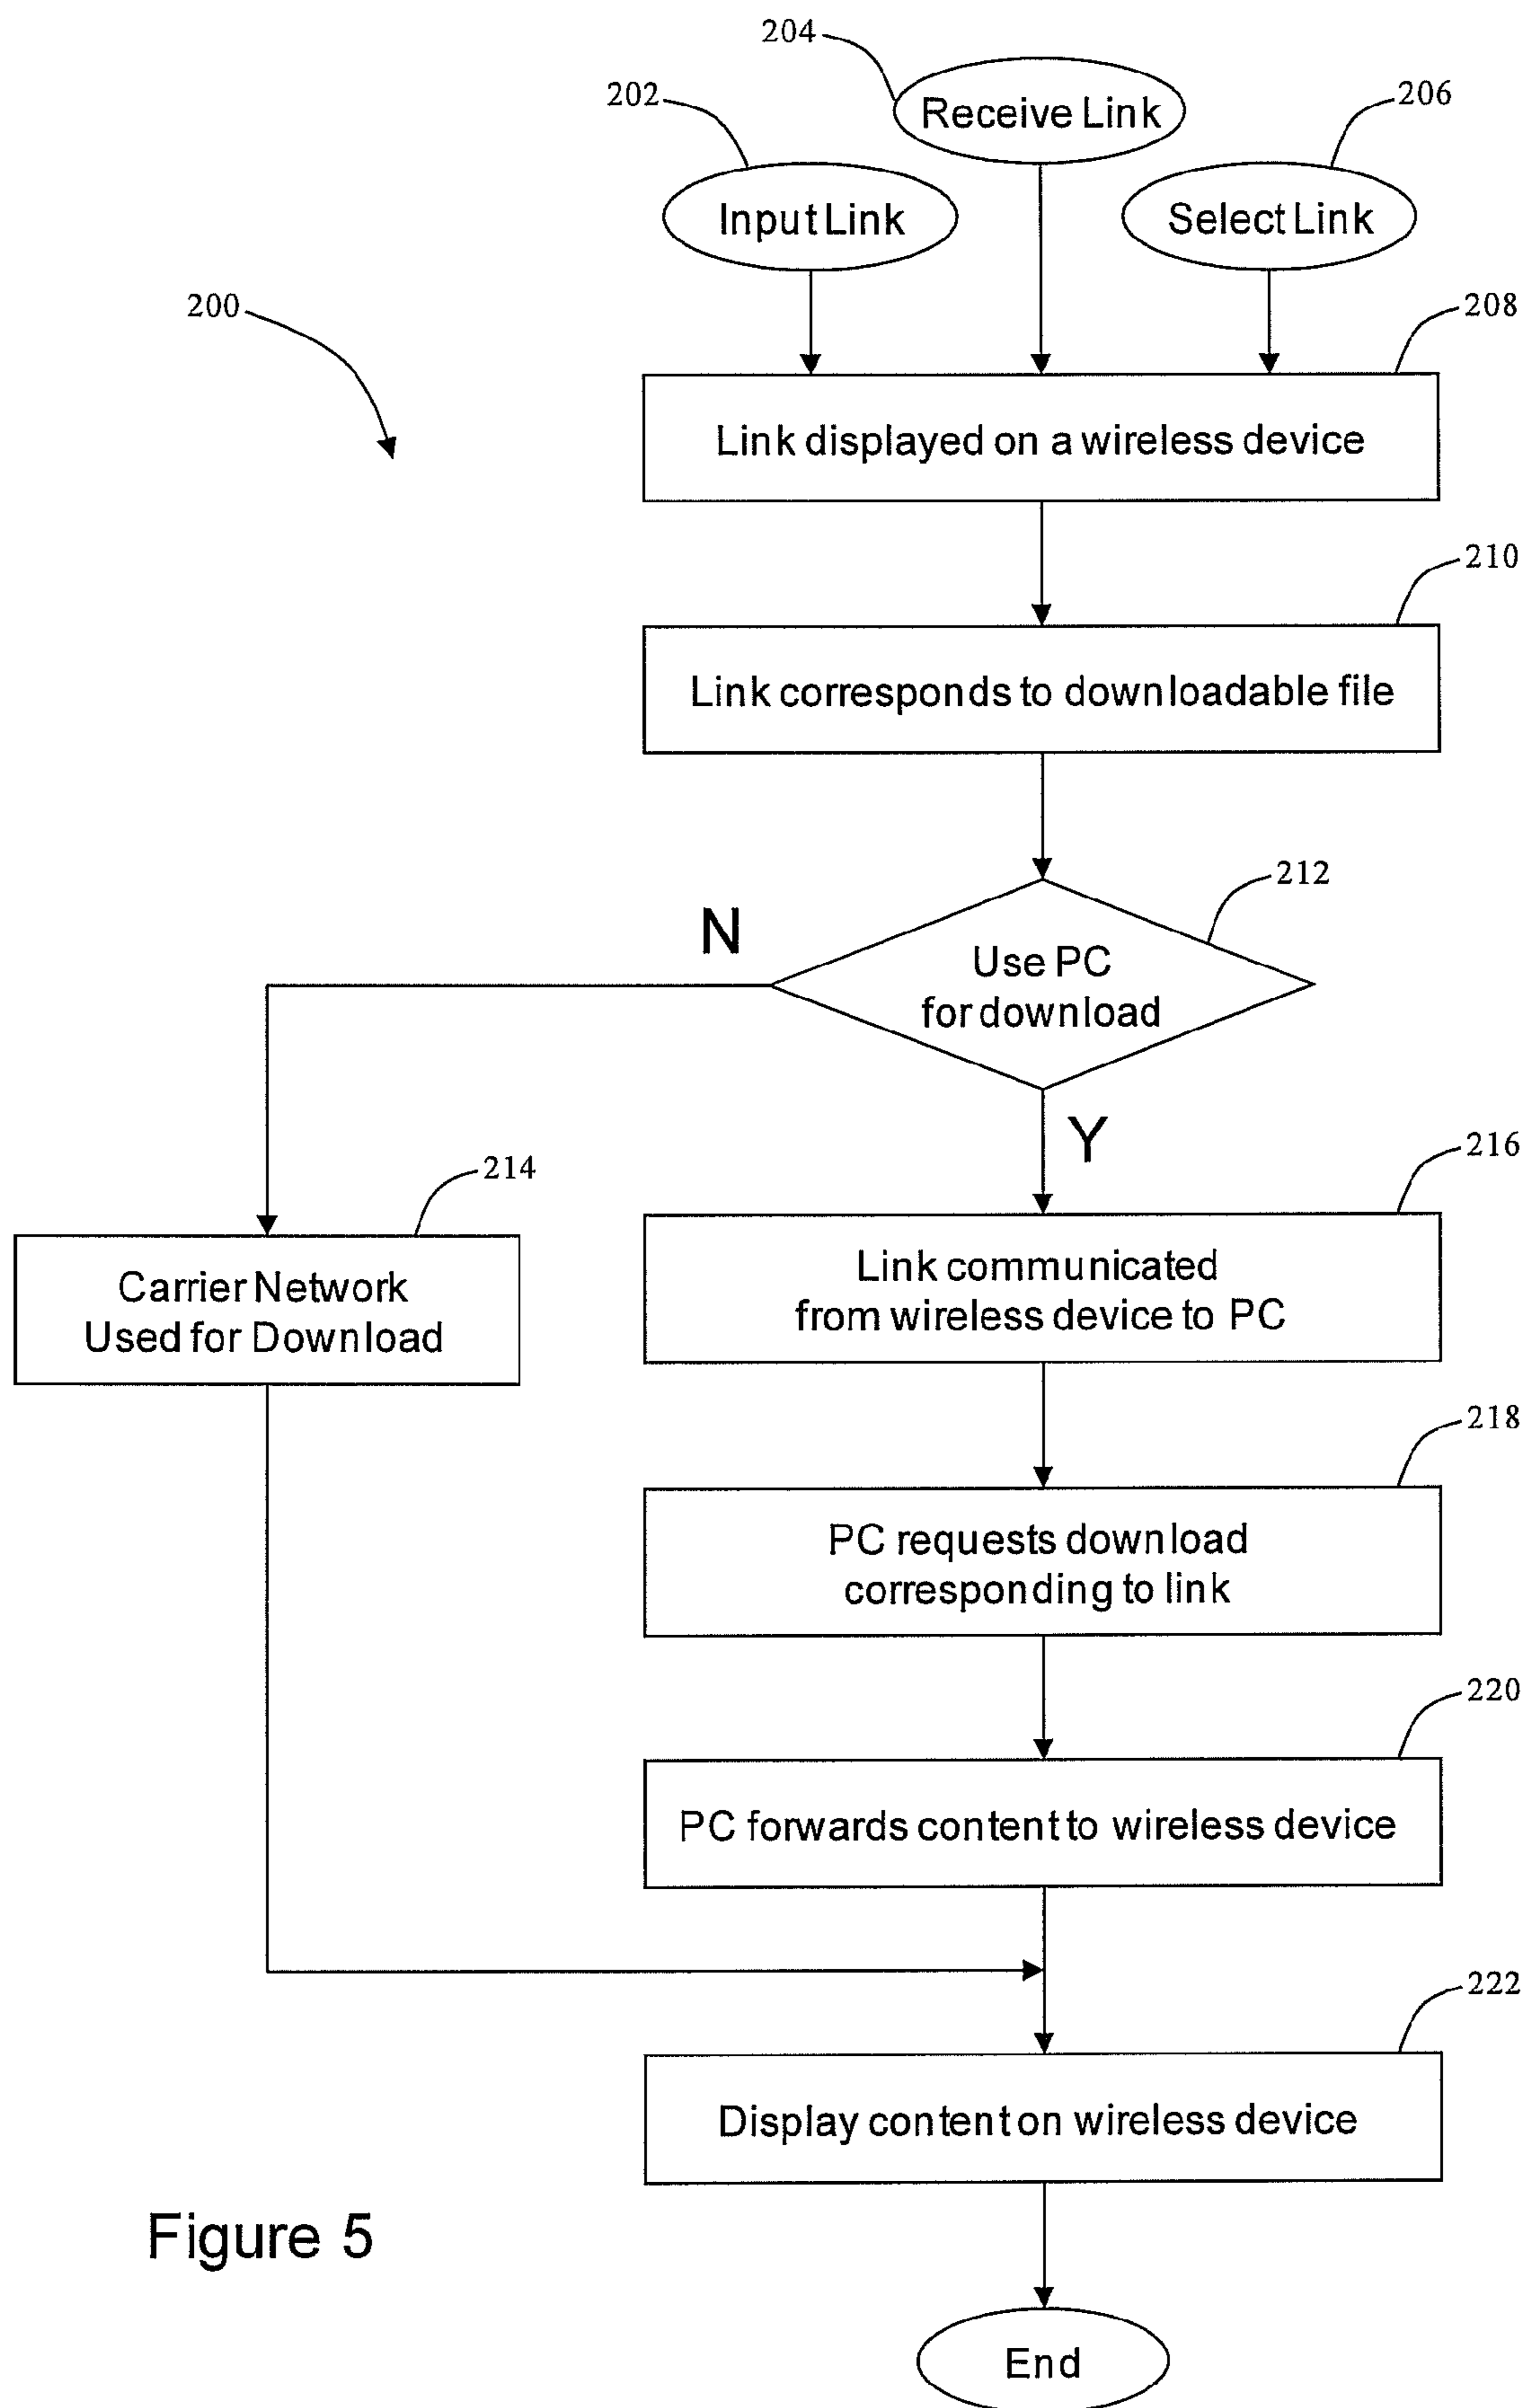 204
Receive Link
202
Input Link
206
Select Link
200
208
Link displayed on a wireless device
210
Link corresponds to downloadable file
212
Use PC
for download
N
Y
214
Carrier Network
Used for Download
216
Link communicated
from wireless device to PC
218
PC requests download
corresponding to link
220
PC forwards content to wireless device
222
Display content on wireless device
Figure 5
End